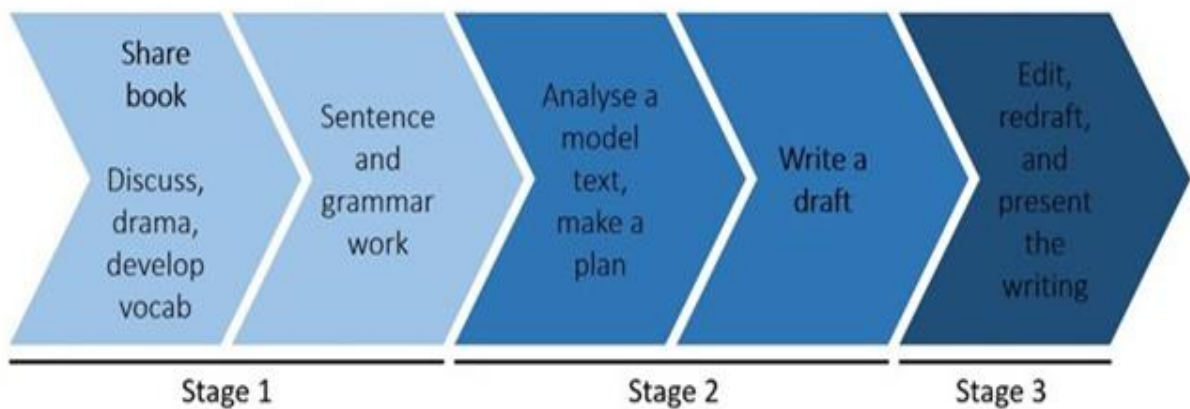 Share
book
Discuss,
drama,
develop
vocab
Sentence
and
grammar
work
Analyse a
model
text,
make a
plan
Write a
draft
Edit,
redraft,
and
present
the
writing
Stage 1
Stage 2
Stage 3